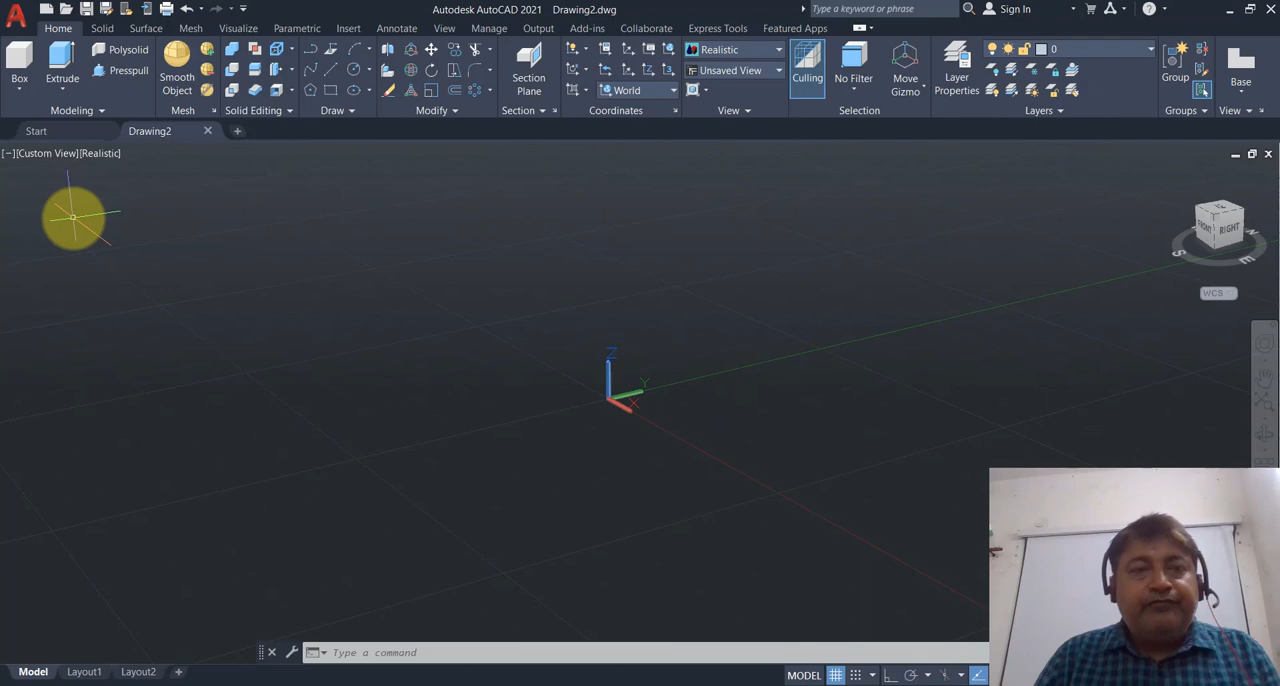 Autodesk AutoCAD 2021 Drawing2.dwg
Type a keyword or phrase
Sign In
Home Solid Surface Mesh Visualize Parametric Insert Annotate View Manage Output Add-ins Collaborate Express Tools Featured Apps
Box
Extrude
Polysolid
Presspull
Smooth
Object
Section
Plane
World
Realistic
Unsaved View
Culling
No Filter
Move
Gizmo
Layer
Properties
0
Group
Base
Modeling Mesh Solid Editing Draw Modify Section Coordinates View Selection Layers Groups View
Start Drawing2
[−][Custom View][Realistic]
FRONT RIGHT
S E
WCS
Z
Y
X
Type a command
Model Layout1 Layout2
MODEL